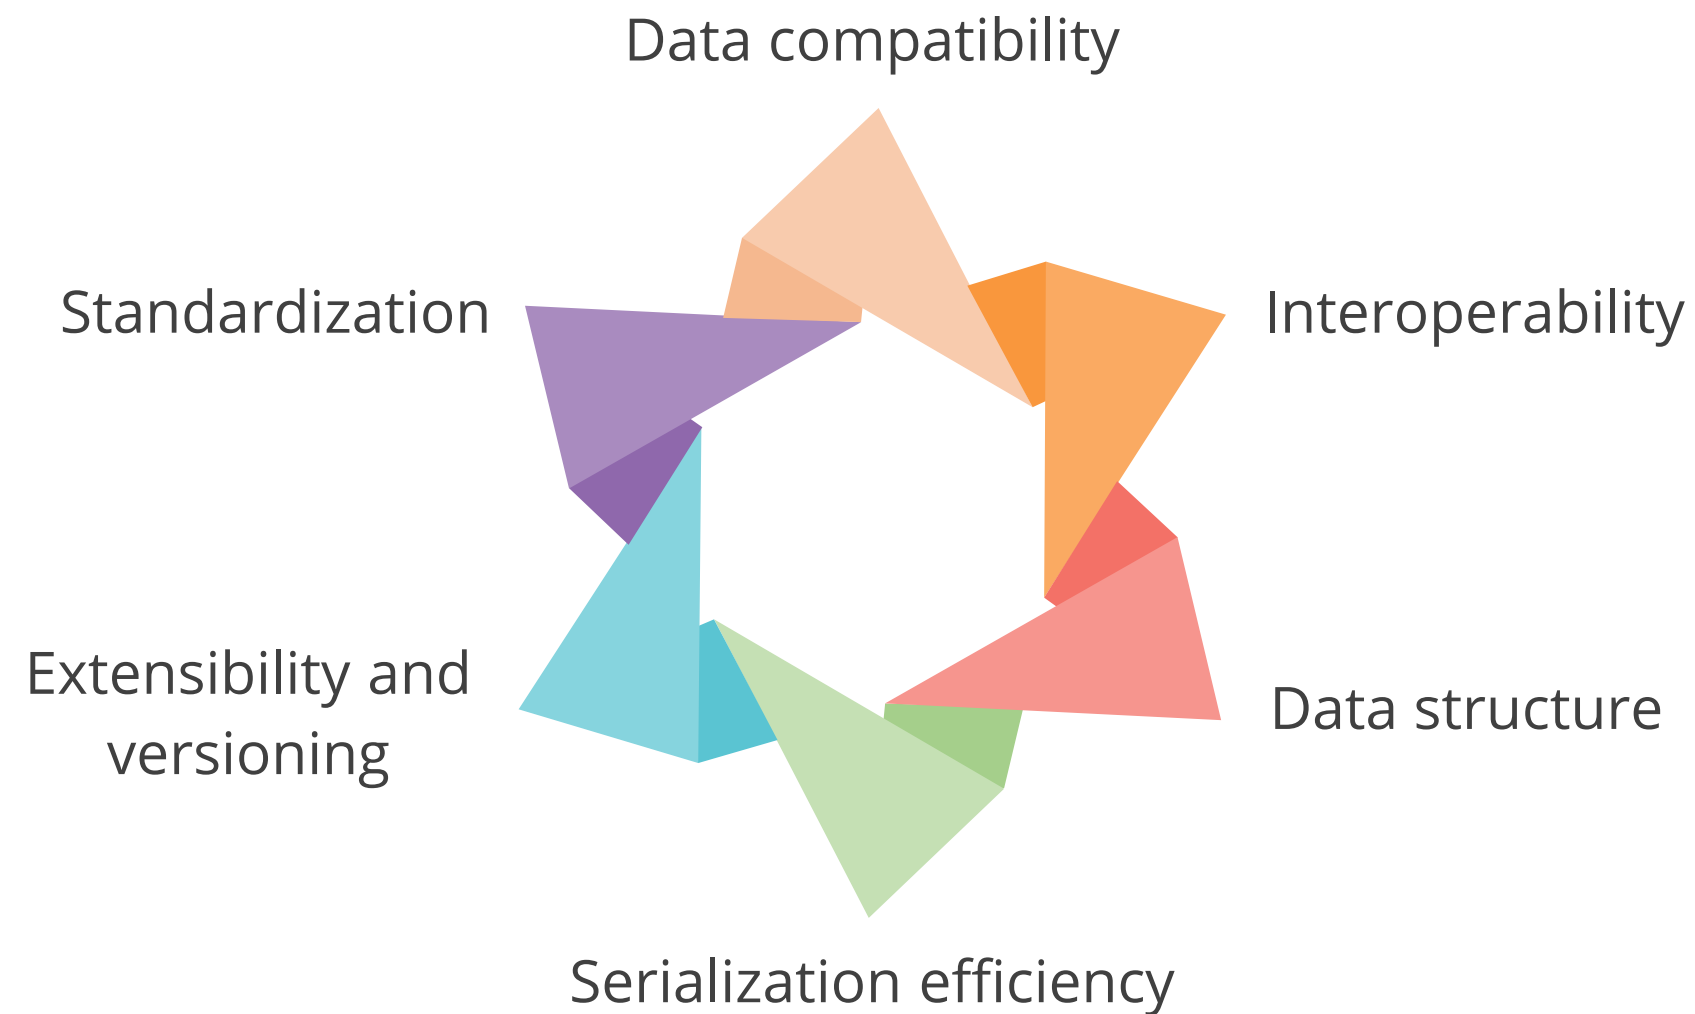 Data compatibility
Standardization
Interoperability
Extensibility and
versioning
Data structure
Serialization efficiency